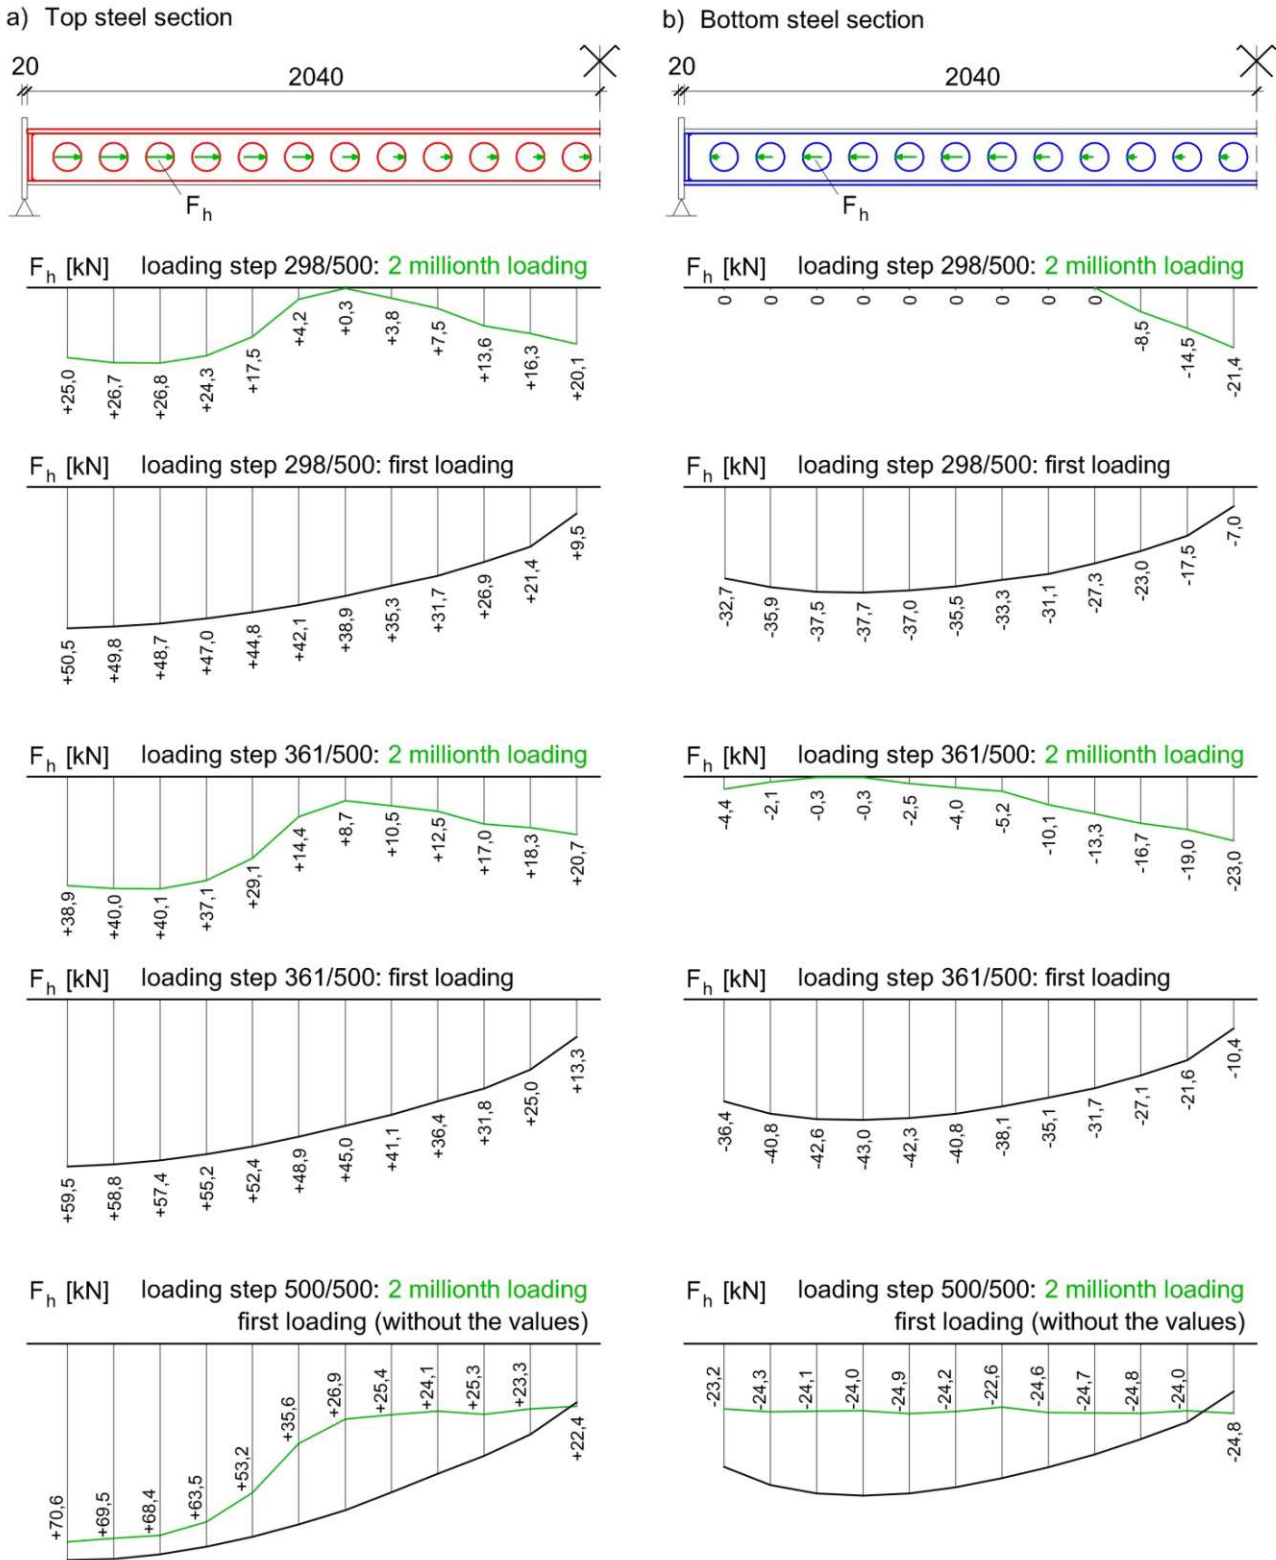 a) Top steel section
20
2040
F_h
F_h [kN] loading step 298/500: 2 millionth loading
+25,0 +26,7 +26,8 +24,3 +17,5 +4,2 +0,3 +3,8 +7,5 +13,6 +16,3 +20,1
F_h [kN] loading step 298/500: first loading
+50,5 +49,8 +48,7 +47,0 +44,8 +42,1 +38,9 +35,3 +31,7 +26,9 +21,4 +9,5
F_h [kN] loading step 361/500: 2 millionth loading
+38,9 +40,0 +40,1 +37,1 +29,1 +14,4 +8,7 +10,5 +12,5 +17,0 +18,3 +20,7
F_h [kN] loading step 361/500: first loading
+59,5 +58,8 +57,4 +55,2 +52,4 +48,9 +45,0 +41,1 +36,4 +31,8 +25,0 +13,3
F_h [kN] loading step 500/500: 2 millionth loading
first loading (without the values)
+70,6 +69,5 +68,4 +63,5 +53,2 +35,6 +26,9 +25,4 +24,1 +25,3 +23,3 +22,4
b) Bottom steel section
20
2040
F_h
F_h [kN] loading step 298/500: 2 millionth loading
0 0 0 0 0 0 0 0 0 -8,5 -14,5 -21,4
F_h [kN] loading step 298/500: first loading
-32,7 -35,9 -37,5 -37,7 -37,0 -35,5 -33,3 -31,1 -27,3 -23,0 -17,5 -7,0
F_h [kN] loading step 361/500: 2 millionth loading
-4,4 -2,1 -0,3 -0,3 -2,5 -4,0 -5,2 -10,1 -13,3 -16,7 -19,0 -23,0
F_h [kN] loading step 361/500: first loading
-36,4 -40,8 -42,6 -43,0 -42,3 -40,8 -38,1 -35,1 -31,7 -27,1 -21,6 -10,4
F_h [kN] loading step 500/500: 2 millionth loading
first loading (without the values)
-23,2 -24,3 -24,1 -24,0 -24,9 -24,2 -22,6 -24,6 -24,7 -24,8 -24,0 -24,8